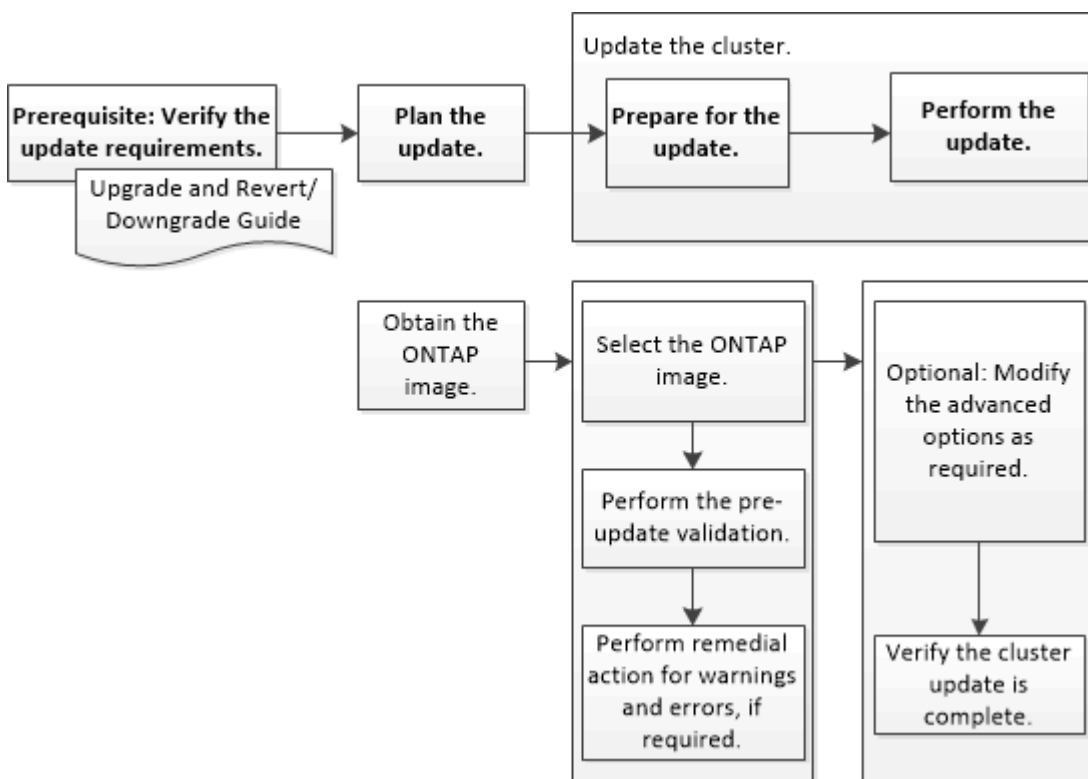 Update the cluster.
Prerequisite: Verify the
update requirements.
Upgrade and Revert/
Downgrade Guide
Plan the
update.
Prepare for the
update.
Perform the
update.
Obtain the
ONTAP
image.
Select the ONTAP
image.
Perform the pre-
update validation.
Perform remedial
action for warnings
and errors, if
required.
Optional: Modify
the advanced
options as
required.
Verify the cluster
update is
complete.